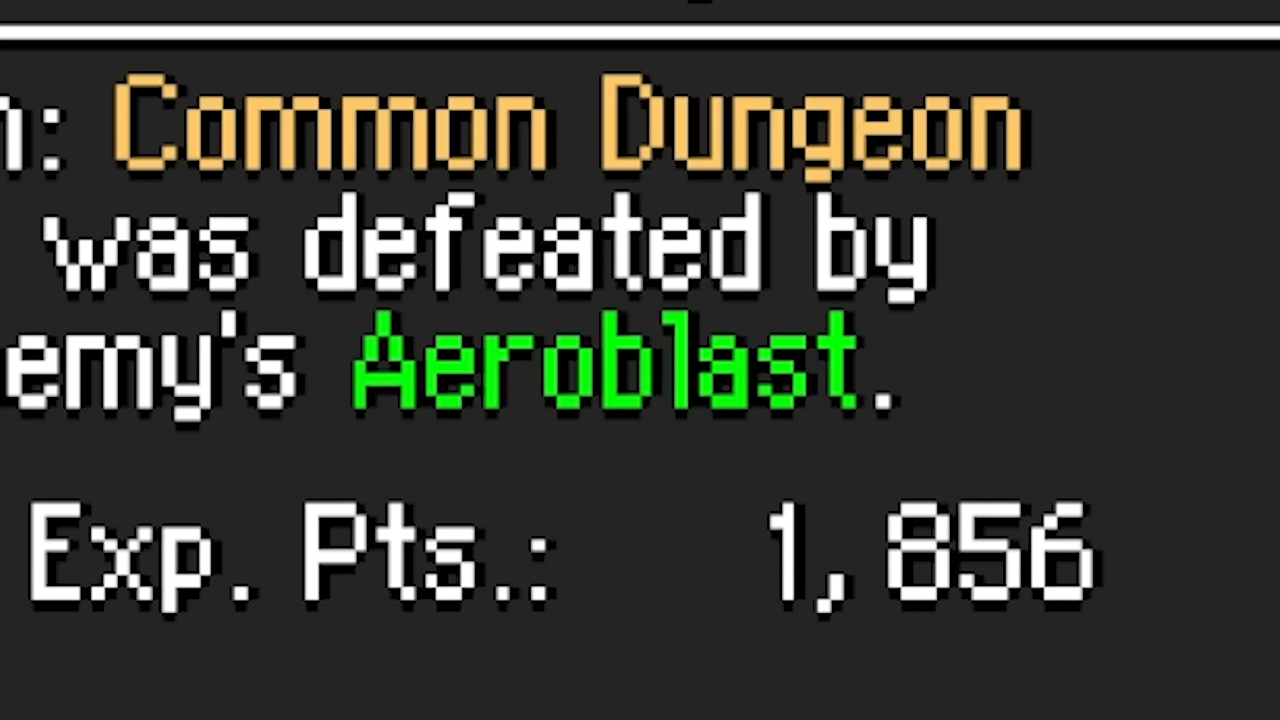 : Common Dungeon
was defeated by
emy's Aeroblast.
Exp. Pts.: 1,856